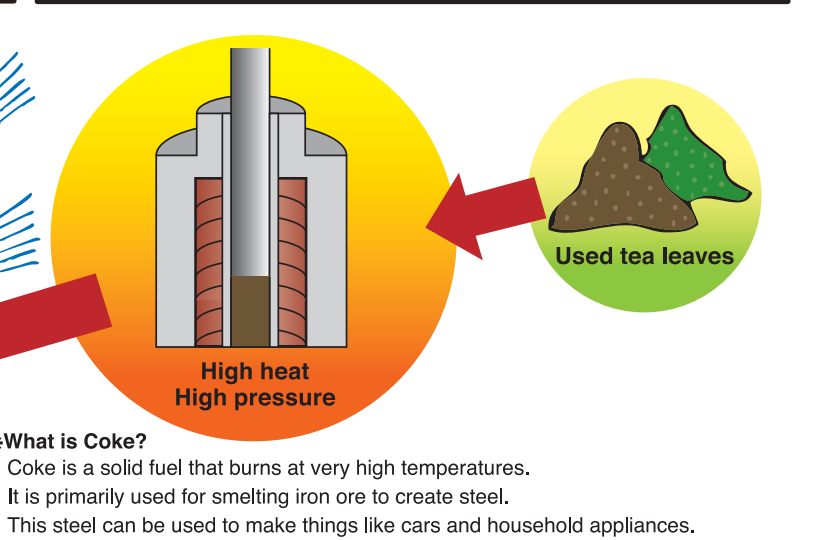 Used tea leaves
High heat
High pressure
What is Coke?
Coke is a solid fuel that burns at very high temperatures.
It is primarily used for smelting iron ore to create steel.
This steel can be used to make things like cars and household appliances.